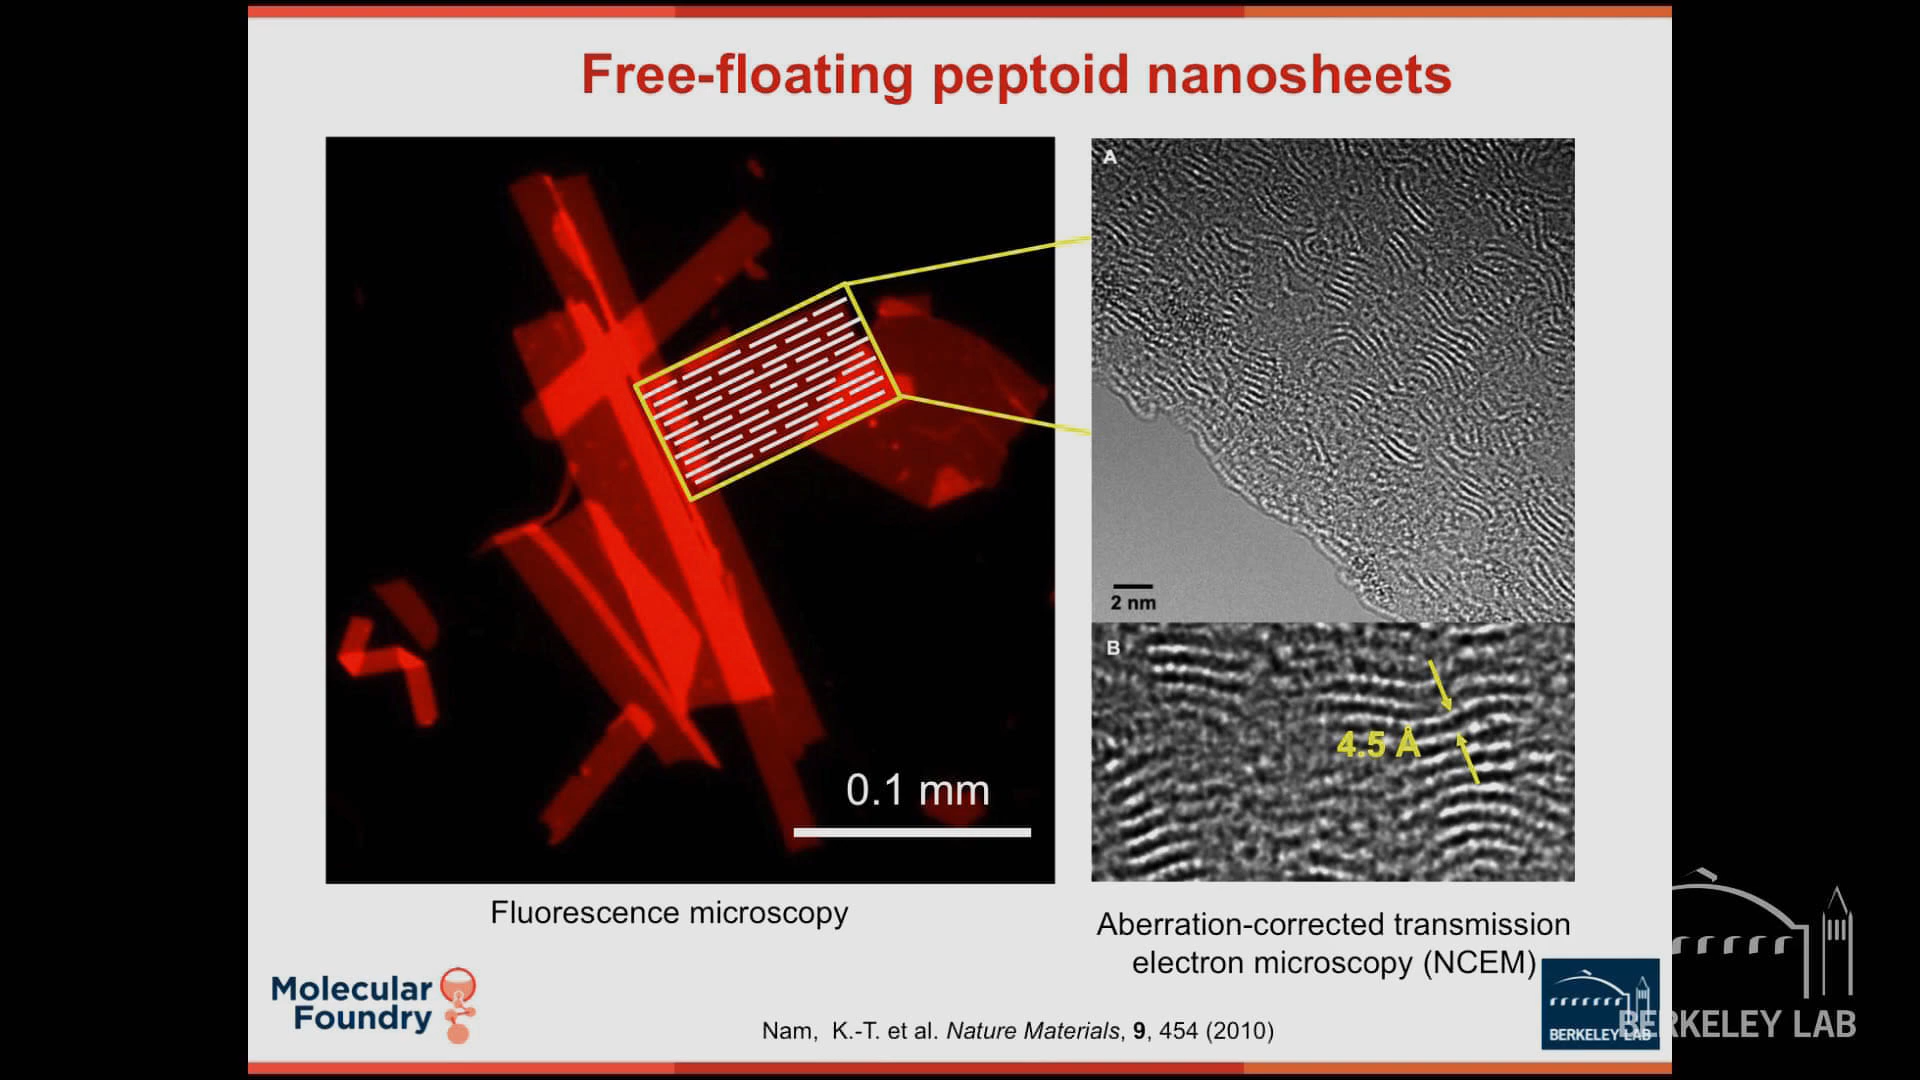 Free-floating peptoid nanosheets
A
2 nm
B
4.5 Å
0.1 mm
Fluorescence microscopy
Aberration-corrected transmission
electron microscopy (NCEM)
Molecular
Foundry
Nam, K.-T. et al. Nature Materials, 9, 454 (2010)
BERKELEY LAB
BERKELEY LAB